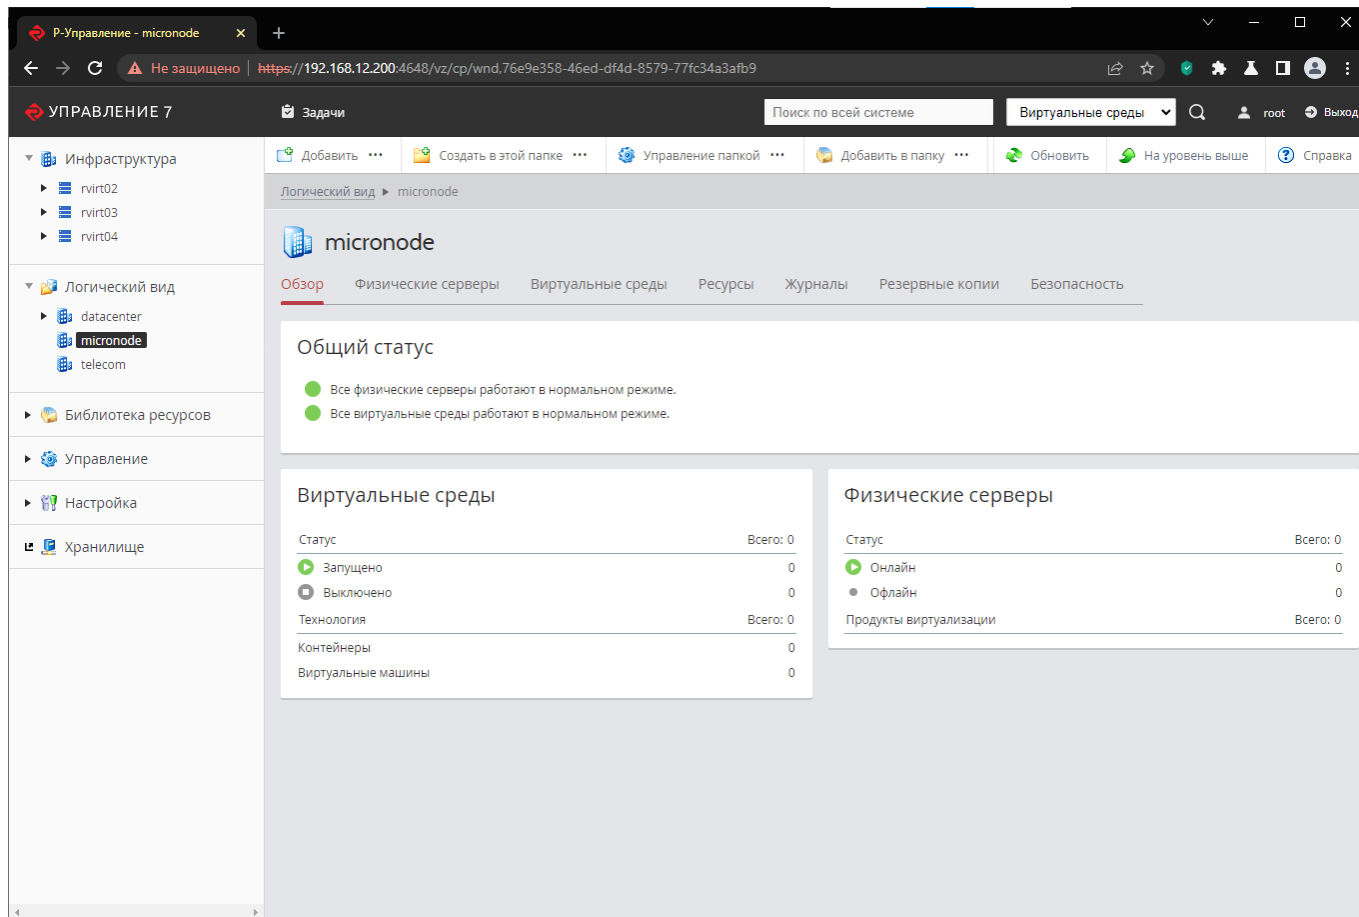 Р-Управление - micronode
Не защищено https://192.168.12.200:4648/vz/cp/wnd,76e9e358-46ed-df4d-8579-77fc34a3afb9
УПРАВЛЕНИЕ 7 Задачи Поиск по всей системе Виртуальные среды root Выход
Инфраструктура
rvirt02
rvirt03
rvirt04
Логический вид
datacenter
micronode
telecom
Библиотека ресурсов
Управление
Настройка
Хранилище
Добавить ••• Создать в этой папке ••• Управление папкой ••• Добавить в папку ••• Обновить На уровень выше Справка
Логический вид micronode
micronode
Обзор Физические серверы Виртуальные среды Ресурсы Журналы Резервные копии Безопасность
Общий статус
Все физические серверы работают в нормальном режиме.
Все виртуальные среды работают в нормальном режиме.
Виртуальные среды
Статус Всего: 0
Запущено 0
Выключено 0
Технология Всего: 0
Контейнеры 0
Виртуальные машины 0
Физические серверы
Статус Всего: 0
Онлайн 0
Офлайн 0
Продукты виртуализации Всего: 0